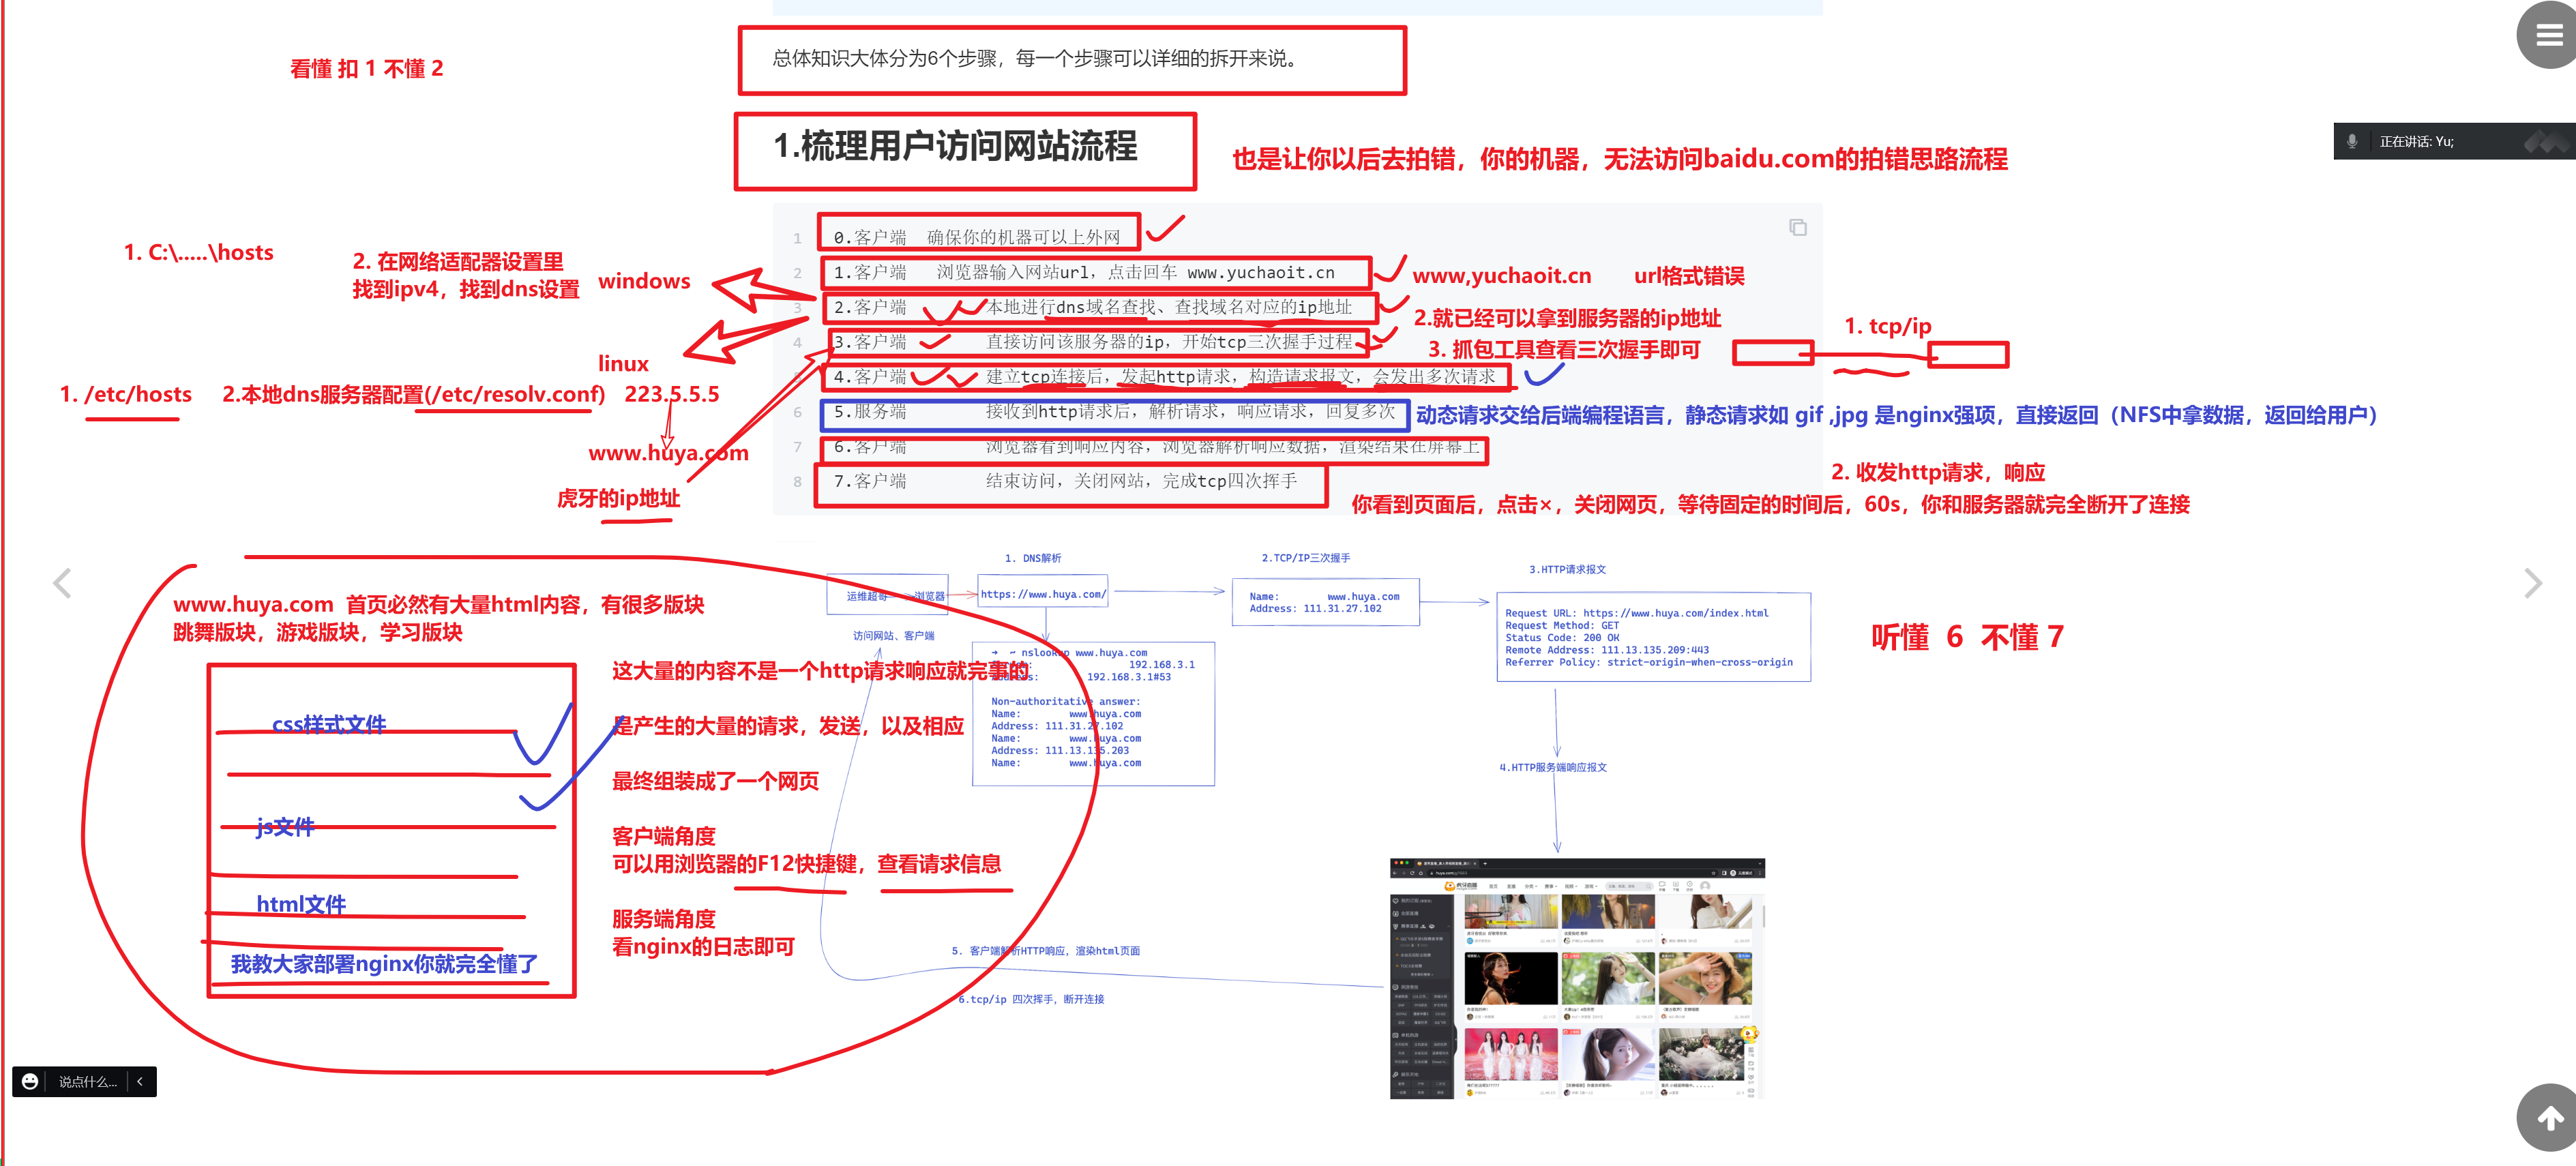 总体知识大体分为6个步骤，每一个步骤可以详细的拆开来说。
看懂 扣 1 不懂 2
1.梳理用户访问网站流程
也是让你以后去拍错，你的机器，无法访问baidu.com的拍错思路流程
正在讲话: Yu;
1 0.客户端 确保你的机器可以上外网
2 1.客户端 浏览器输入网站url，点击回车 www.yuchaoit.cn
3 2.客户端 本地进行dns域名查找、查找域名对应的ip地址
4 3.客户端 直接访问该服务器的ip，开始tcp三次握手过程
4.客户端 建立tcp连接后，发起http请求，构造请求报文，会发出多次请求
6 5.服务端 接收到http请求后，解析请求，响应请求，回复多次
7 6.客户端 浏览器看到响应内容，浏览器解析响应数据，渲染结果在屏幕上
8 7.客户端 结束访问，关闭网站，完成tcp四次挥手
1. C:\.....\hosts
2. 在网络适配器设置里
找到ipv4，找到dns设置
windows
linux
1. /etc/hosts
2.本地dns服务器配置(/etc/resolv.conf)
223.5.5.5
www.huya.com
虎牙的ip地址
www,yuchaoit.cn url格式错误
2.就已经可以拿到服务器的ip地址
3. 抓包工具查看三次握手即可
1. tcp/ip
动态请求交给后端编程语言，静态请求如 gif ,jpg 是nginx强项，直接返回（NFS中拿数据，返回给用户）
2. 收发http请求，响应
你看到页面后，点击×，关闭网页，等待固定的时间后，60s，你和服务器就完全断开了连接
www.huya.com 首页必然有大量html内容，有很多版块
跳舞版块，游戏版块，学习版块
css样式文件
js文件
html文件
我教大家部署nginx你就完全懂了
这大量的内容不是一个http请求响应就完事的
是产生的大量的请求，发送，以及相应
最终组装成了一个网页
客户端角度
可以用浏览器的F12快捷键，查看请求信息
服务端角度
看nginx的日志即可
运维超哥
浏览器
访问网站、客户端
1. DNS解析
https://www.huya.com/
nslookup www.huya.com
192.168.3.1
192.168.3.1#53
Non-authoritative answer:
Name: www.huya.com
Address: 111.31.27.102
Name: www.huya.com
Address: 111.13.135.203
Name: www.huya.com
2.TCP/IP三次握手
Name: www.huya.com
Address: 111.31.27.102
3.HTTP请求报文
Request URL: https://www.huya.com/index.html
Request Method: GET
Status Code: 200 OK
Remote Address: 111.13.135.209:443
Referrer Policy: strict-origin-when-cross-origin
听懂 6 不懂 7
4.HTTP服务端响应报文
5. 客户端解析HTTP响应，渲染html页面
6.tcp/ip 四次挥手，断开连接
说点什么...